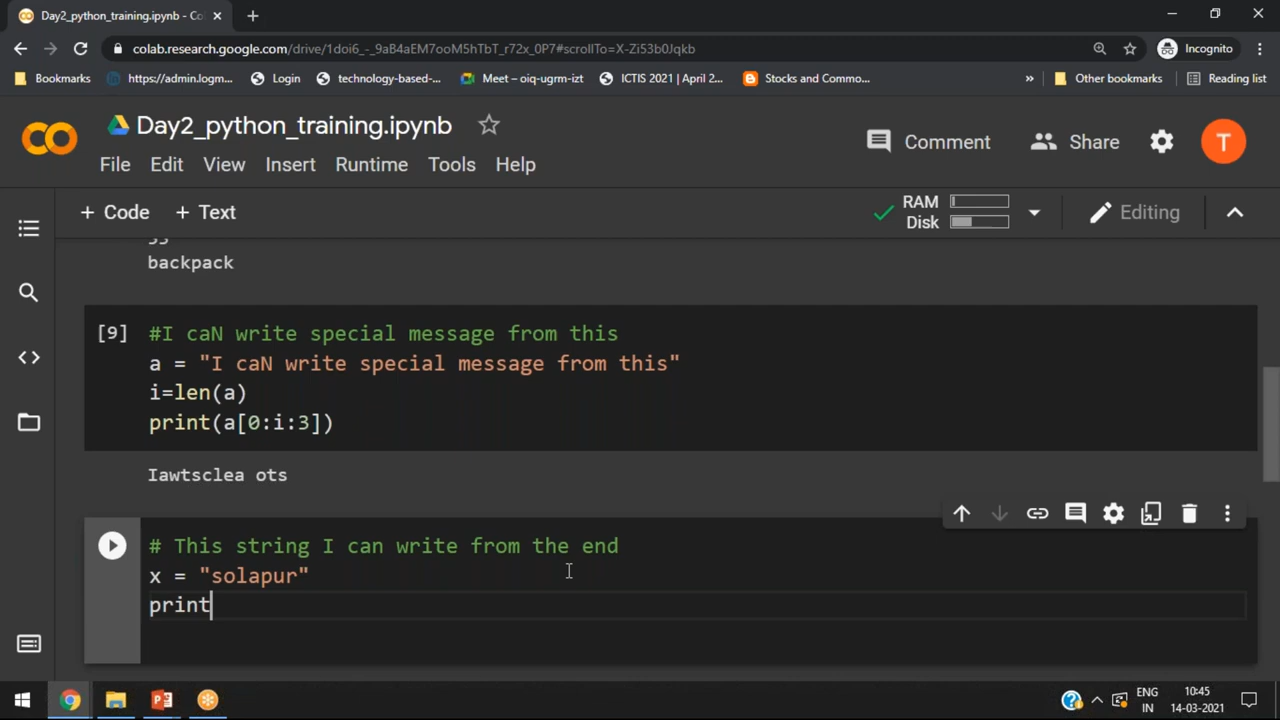 Day2_python_training.ipynb - Co
colab.research.google.com/drive/1doi6_-_9aB4aEM7ooM5hTbT_r72x_0P7#scrollTo=X-Zi53b0Jqkb
Incognito
Bookmarks
https://admin.logm...
Login
technology-based-...
Meet – oiq-ugrm-izt
ICTIS 2021 | April 2...
Stocks and Commo...
»
Other bookmarks
Reading list
Day2_python_training.ipynb
Comment
Share
T
File Edit View Insert Runtime Tools Help
+ Code + Text
RAM
Disk
Editing
backpack
[9] #I caN write special message from this
a = "I caN write special message from this"
i=len(a)
print(a[0:i:3])
Iawtsclea ots
# This string I can write from the end
x = "solapur"
print
ENG
IN
10:45
14-03-2021